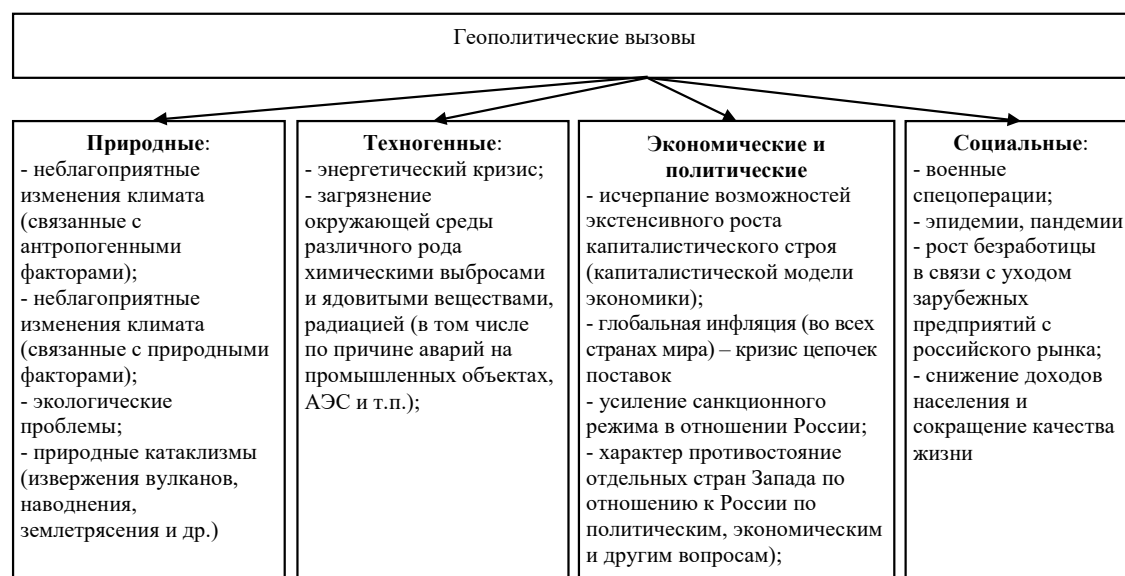 Геополитические вызовы
Природные:
- неблагоприятные
изменения климата
(связанные с
антропогенными
факторами);
- неблагоприятные
изменения климата
(связанные с природными
факторами);
- экологические
проблемы;
- природные катаклизмы
(извержения вулканов,
наводнения,
землетрясения и др.)
Техногенные:
- энергетический кризис;
- загрязнение
окружающей среды
различного рода
химическими выбросами
и ядовитыми веществами,
радиацией (в том числе
по причине аварий на
промышленных объектах,
АЭС и т.п.);
Экономические и
политические
- исчерпание возможностей
экстенсивного роста
капиталистического строя
(капиталистической модели
экономики);
- глобальная инфляция (во всех
странах мира) – кризис цепочек
поставок
- усиление санкционного
режима в отношении России;
- характер противостояние
отдельных стран Запада по
отношению к России по
политическим, экономическим
и другим вопросам);
Социальные:
- военные
спецоперации;
- эпидемии, пандемии
- рост безработицы
в связи с уходом
зарубежных
предприятий с
российского рынка;
- снижение доходов
населения и
сокращение качества
жизни